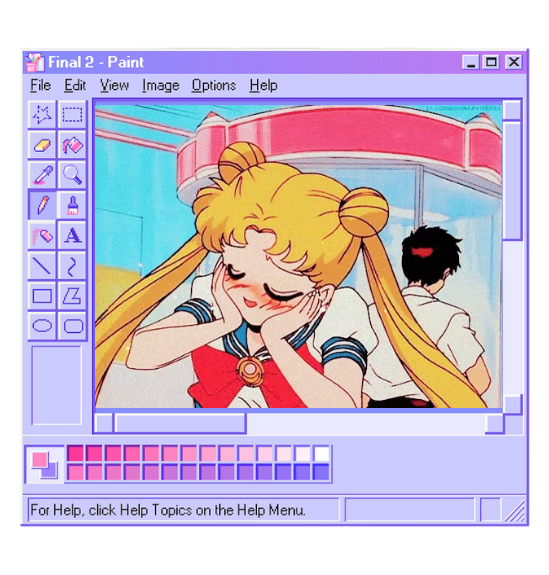 Final 2 - Paint
File Edit View Image Options Help
A
For Help, click Help Topics on the Help Menu.